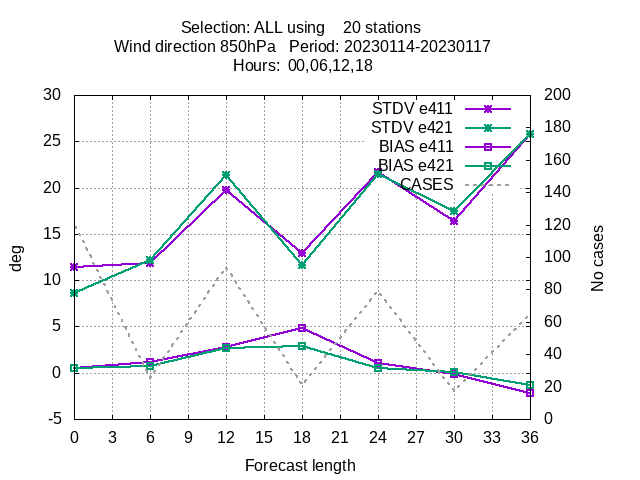 Selection: ALL using 20 stations
Wind direction 850hPa Period: 20230114-20230117
Hours: 00,06,12,18
30
25
20
15
10
5
0
-5
deg
200
180
160
140
120
100
80
60
40
20
0
No cases
STDV e411
STDV e421
BIAS e411
BIAS e421
CASES
0 3 6 9 12 15 18 21 24 27 30 33 36
Forecast length